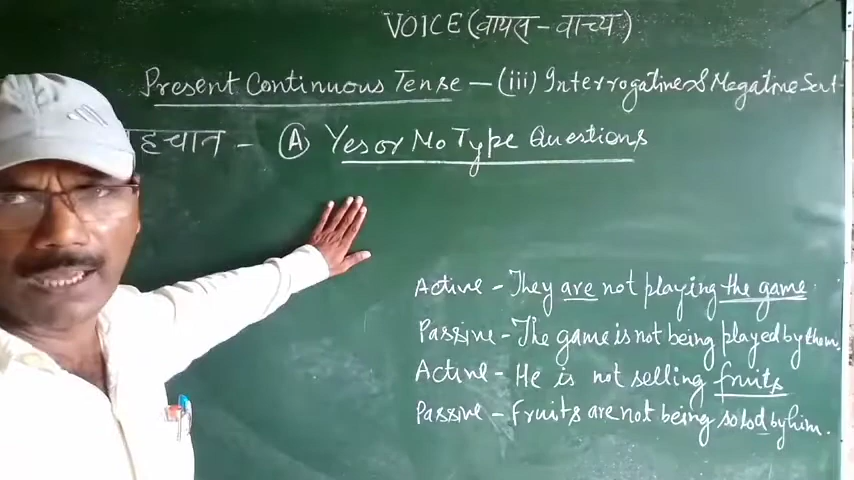 VOICE (वायस - वाच्य)
Present Continuous Tense - (iii) Interrogative & Negative Sent
हचान - Ⓐ Yes or No Type Questions
Active - They are not playing the game.
Passive - The game is not being played by them.
Active - He is not selling fruits
Passive - Fruits are not being solod by him.